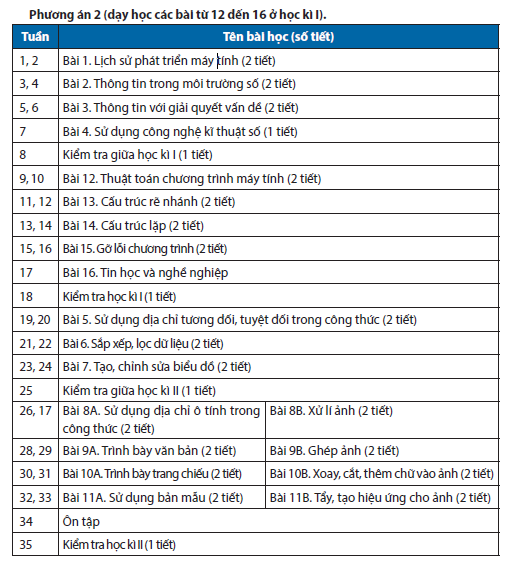 Phương án 2 (dạy học các bài từ 12 đến 16 ở học kì I).
Tuần Tên bài học (số tiết)
1, 2 Bài 1. Lịch sử phát triển máy tính (2 tiết)
3, 4 Bài 2. Thông tin trong môi trường số (2 tiết)
5, 6 Bài 3. Thông tin với giải quyết vấn đề (2 tiết)
7 Bài 4. Sử dụng công nghệ kĩ thuật số (1 tiết)
8 Kiểm tra giữa học kì I (1 tiết)
9, 10 Bài 12. Thuật toán chương trình máy tính (2 tiết)
11, 12 Bài 13. Cấu trúc rẽ nhánh (2 tiết)
13, 14 Bài 14. Cấu trúc lặp (2 tiết)
15, 16 Bài 15. Gỡ lỗi chương trình (2 tiết)
17 Bài 16. Tin học và nghề nghiệp
18 Kiểm tra học kì I (1 tiết)
19, 20 Bài 5. Sử dụng địa chỉ tương đối, tuyệt đối trong công thức (2 tiết)
21, 22 Bài 6. Sắp xếp, lọc dữ liệu (2 tiết)
23, 24 Bài 7. Tạo, chỉnh sửa biểu đồ (2 tiết)
25 Kiểm tra giữa học kì II (1 tiết)
26, 17 Bài 8A. Sử dụng địa chỉ ô tính trong Bài 8B. Xử lí ảnh (2 tiết)
công thức (2 tiết)
28, 29 Bài 9A. Trình bày văn bản (2 tiết) Bài 9B. Ghép ảnh (2 tiết)
30, 31 Bài 10A. Trình bày trang chiếu (2 tiết) Bài 10B. Xoay, cắt, thêm chữ vào ảnh (2 tiết)
32, 33 Bài 11A. Sử dụng bản mẫu (2 tiết) Bài 11B. Tẩy, tạo hiệu ứng cho ảnh (2 tiết)
34 Ôn tập
35 Kiểm tra học kì II (1 tiết)